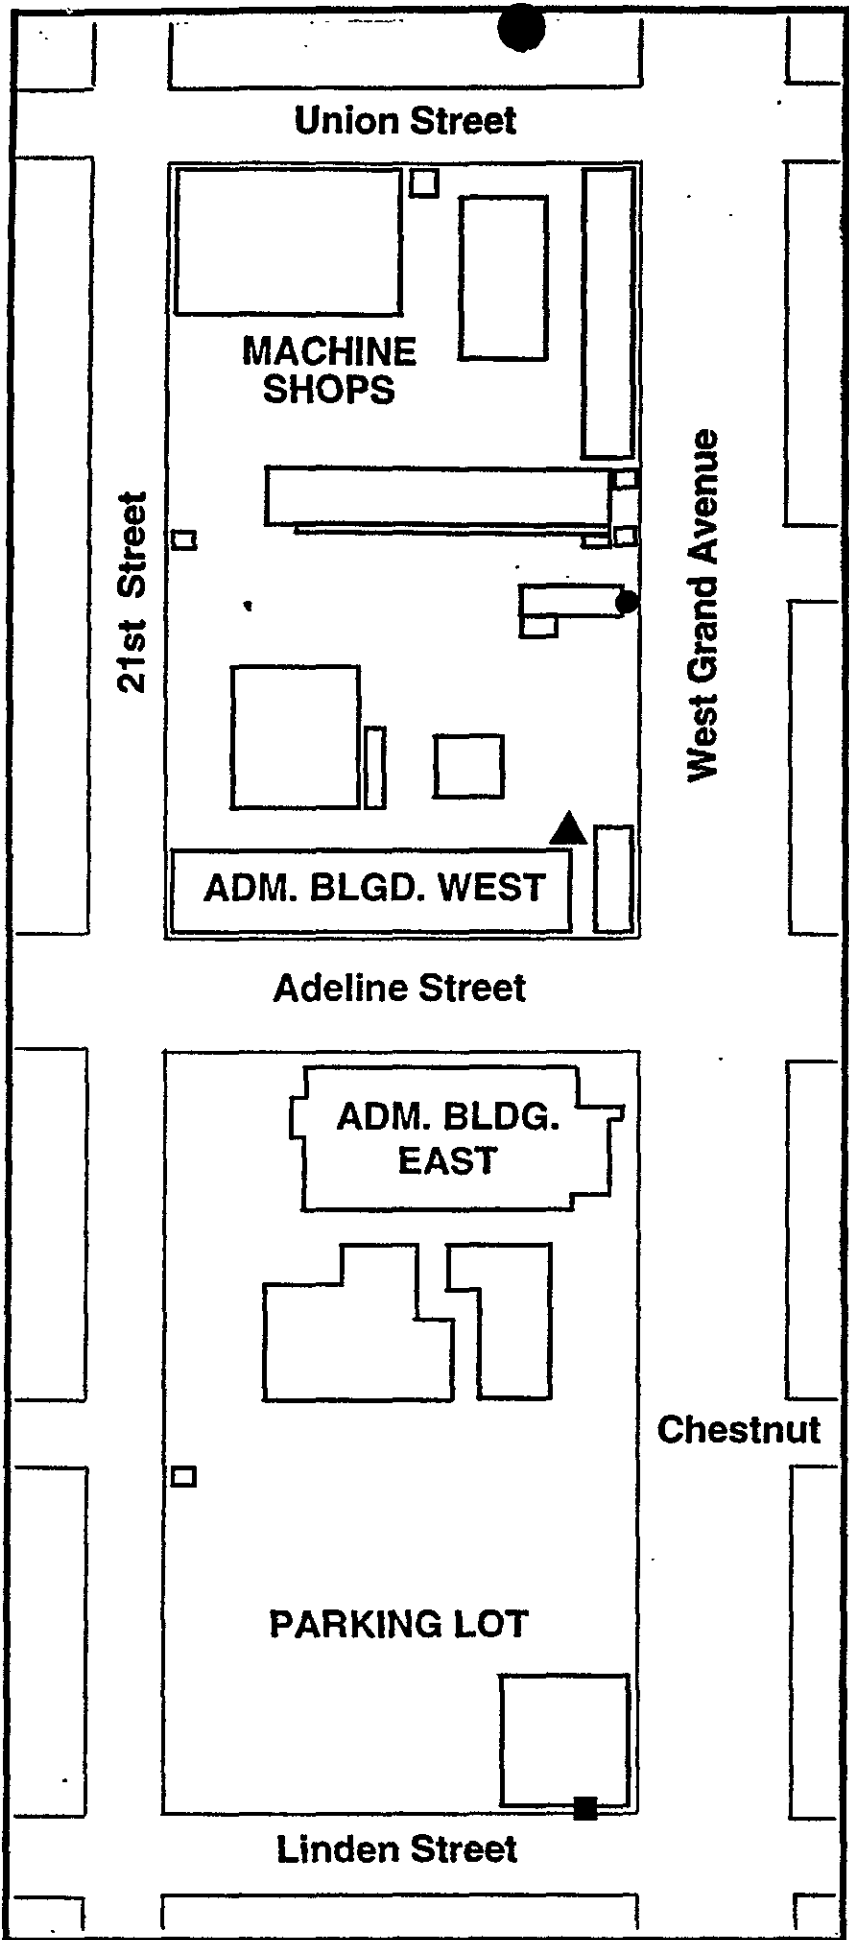 Union Street
MACHINE
SHOPS
21st Street
West Grand Avenue
ADM. BLGD. WEST
Adeline Street
ADM. BLDG.
EAST
Chestnut
PARKING LOT
Linden Street